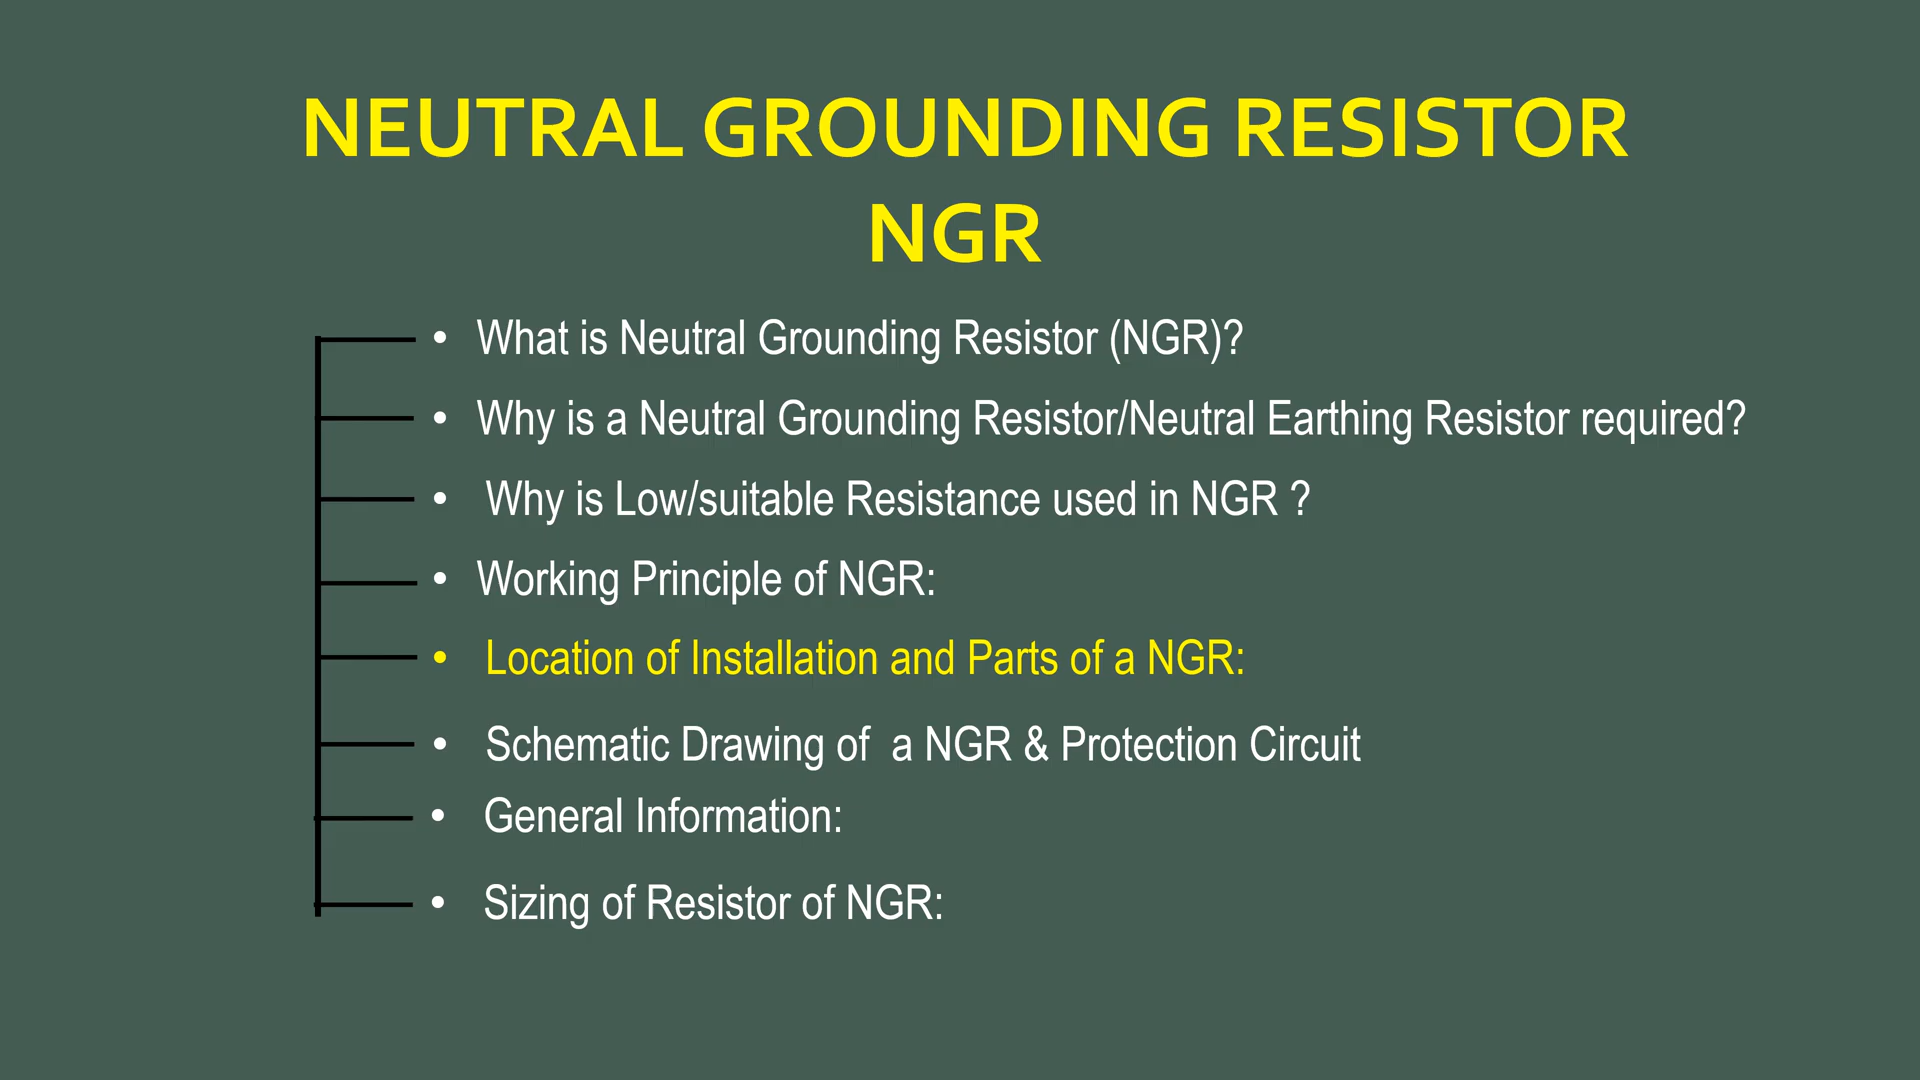 NEUTRAL GROUNDING RESISTOR
NGR
• What is Neutral Grounding Resistor (NGR)?
• Why is a Neutral Grounding Resistor/Neutral Earthing Resistor required?
• Why is Low/suitable Resistance used in NGR ?
• Working Principle of NGR:
• Location of Installation and Parts of a NGR:
• Schematic Drawing of a NGR & Protection Circuit
• General Information:
• Sizing of Resistor of NGR: